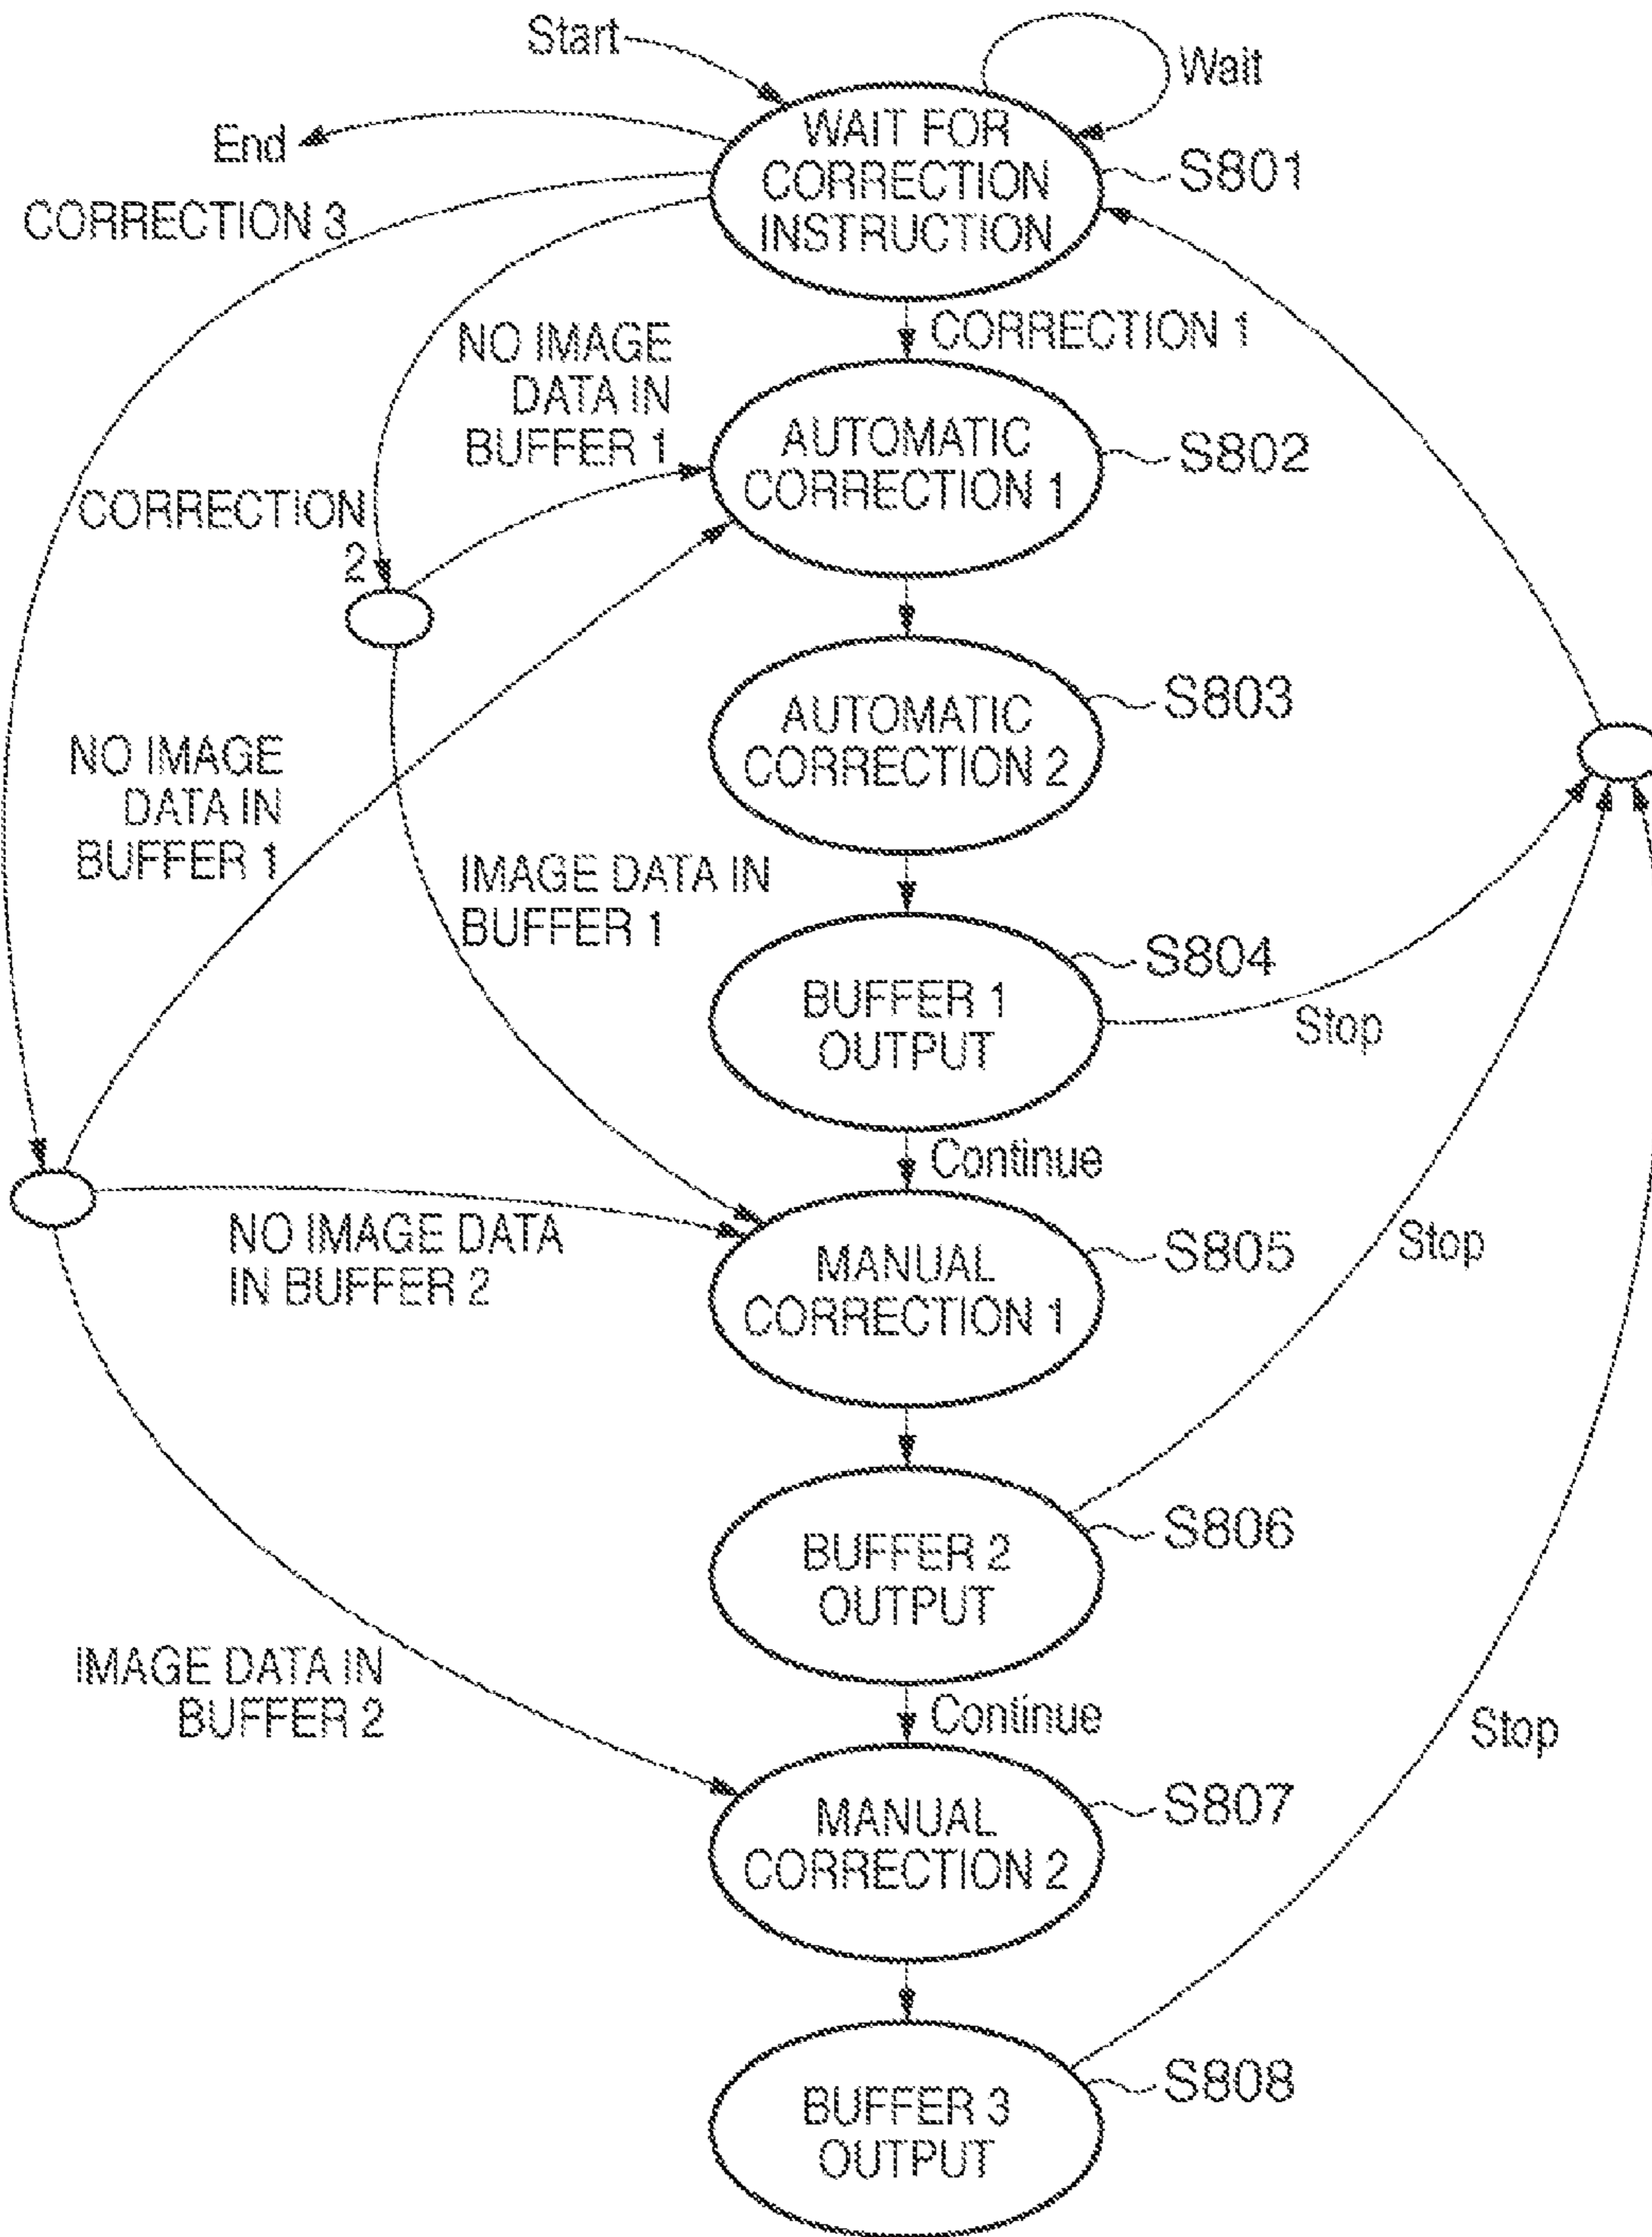 Start
Wait
End
WAIT FOR
CORRECTION
INSTRUCTION
S801
CORRECTION 3
CORRECTION 1
NO IMAGE
DATA IN
BUFFER 1
AUTOMATIC
CORRECTION 1
S802
CORRECTION
2
AUTOMATIC
CORRECTION 2
S803
NO IMAGE
DATA IN
BUFFER 1
IMAGE DATA IN
BUFFER 1
BUFFER 1
OUTPUT
S804
Stop
Continue
NO IMAGE DATA
IN BUFFER 2
MANUAL
CORRECTION 1
S805
Stop
BUFFER 2
OUTPUT
S806
IMAGE DATA IN
BUFFER 2
Continue
Stop
MANUAL
CORRECTION 2
S807
BUFFER 3
OUTPUT
S808